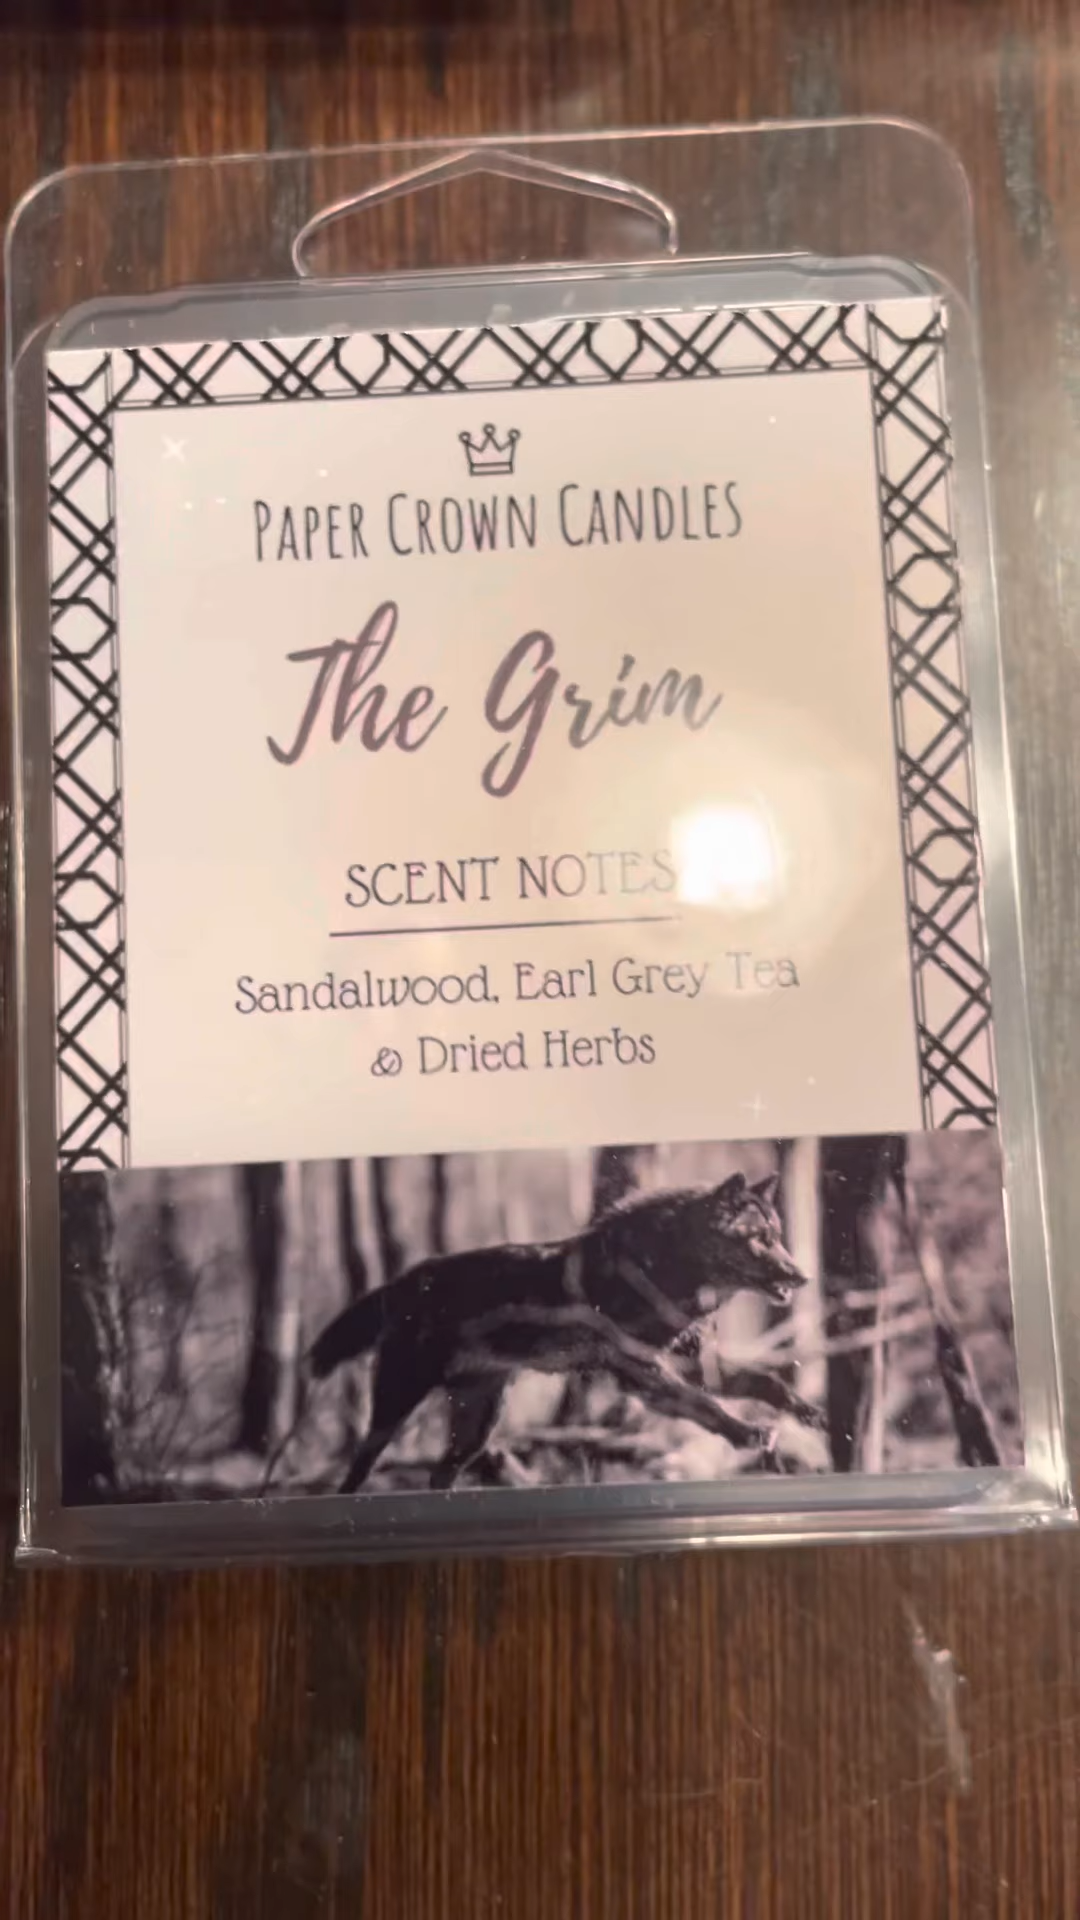 PAPER CROWN CANDLES
The Grim
SCENT NOTES
Sandalwood, Earl Grey Tea
& Dried Herbs